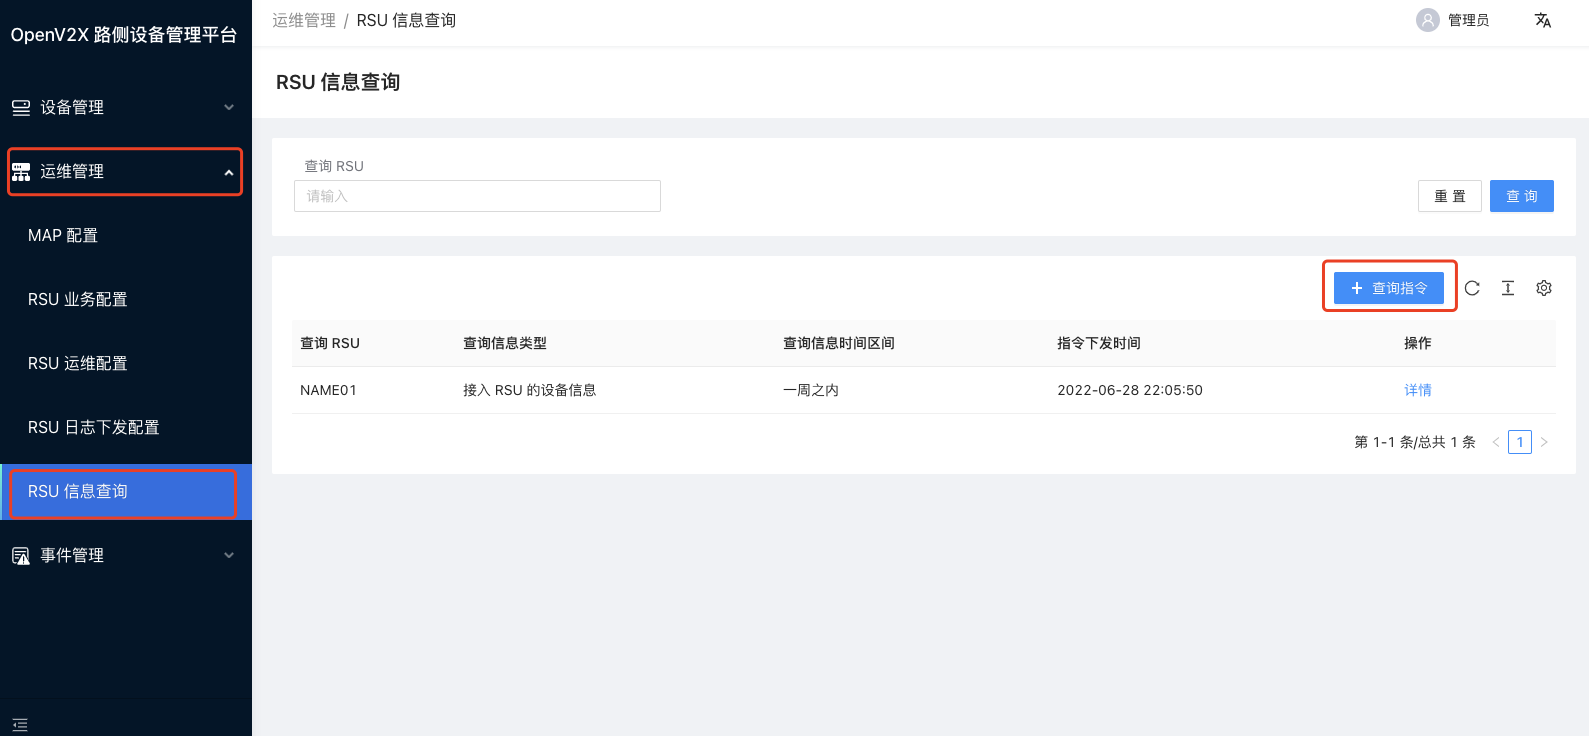 OpenV2X 路侧设备管理平台
设备管理
运维管理
MAP 配置
RSU 业务配置
RSU 运维配置
RSU 日志下发配置
RSU 信息查询
事件管理
运维管理 / RSU 信息查询
管理员
RSU 信息查询
查询 RSU
请输入
重 置 查 询
+ 查询指令
查询 RSU 查询信息类型 查询信息时间区间 指令下发时间 操作
NAME01 接入 RSU 的设备信息 一周之内 2022-06-28 22:05:50 详情
第 1-1 条/总共 1 条 < 1 >